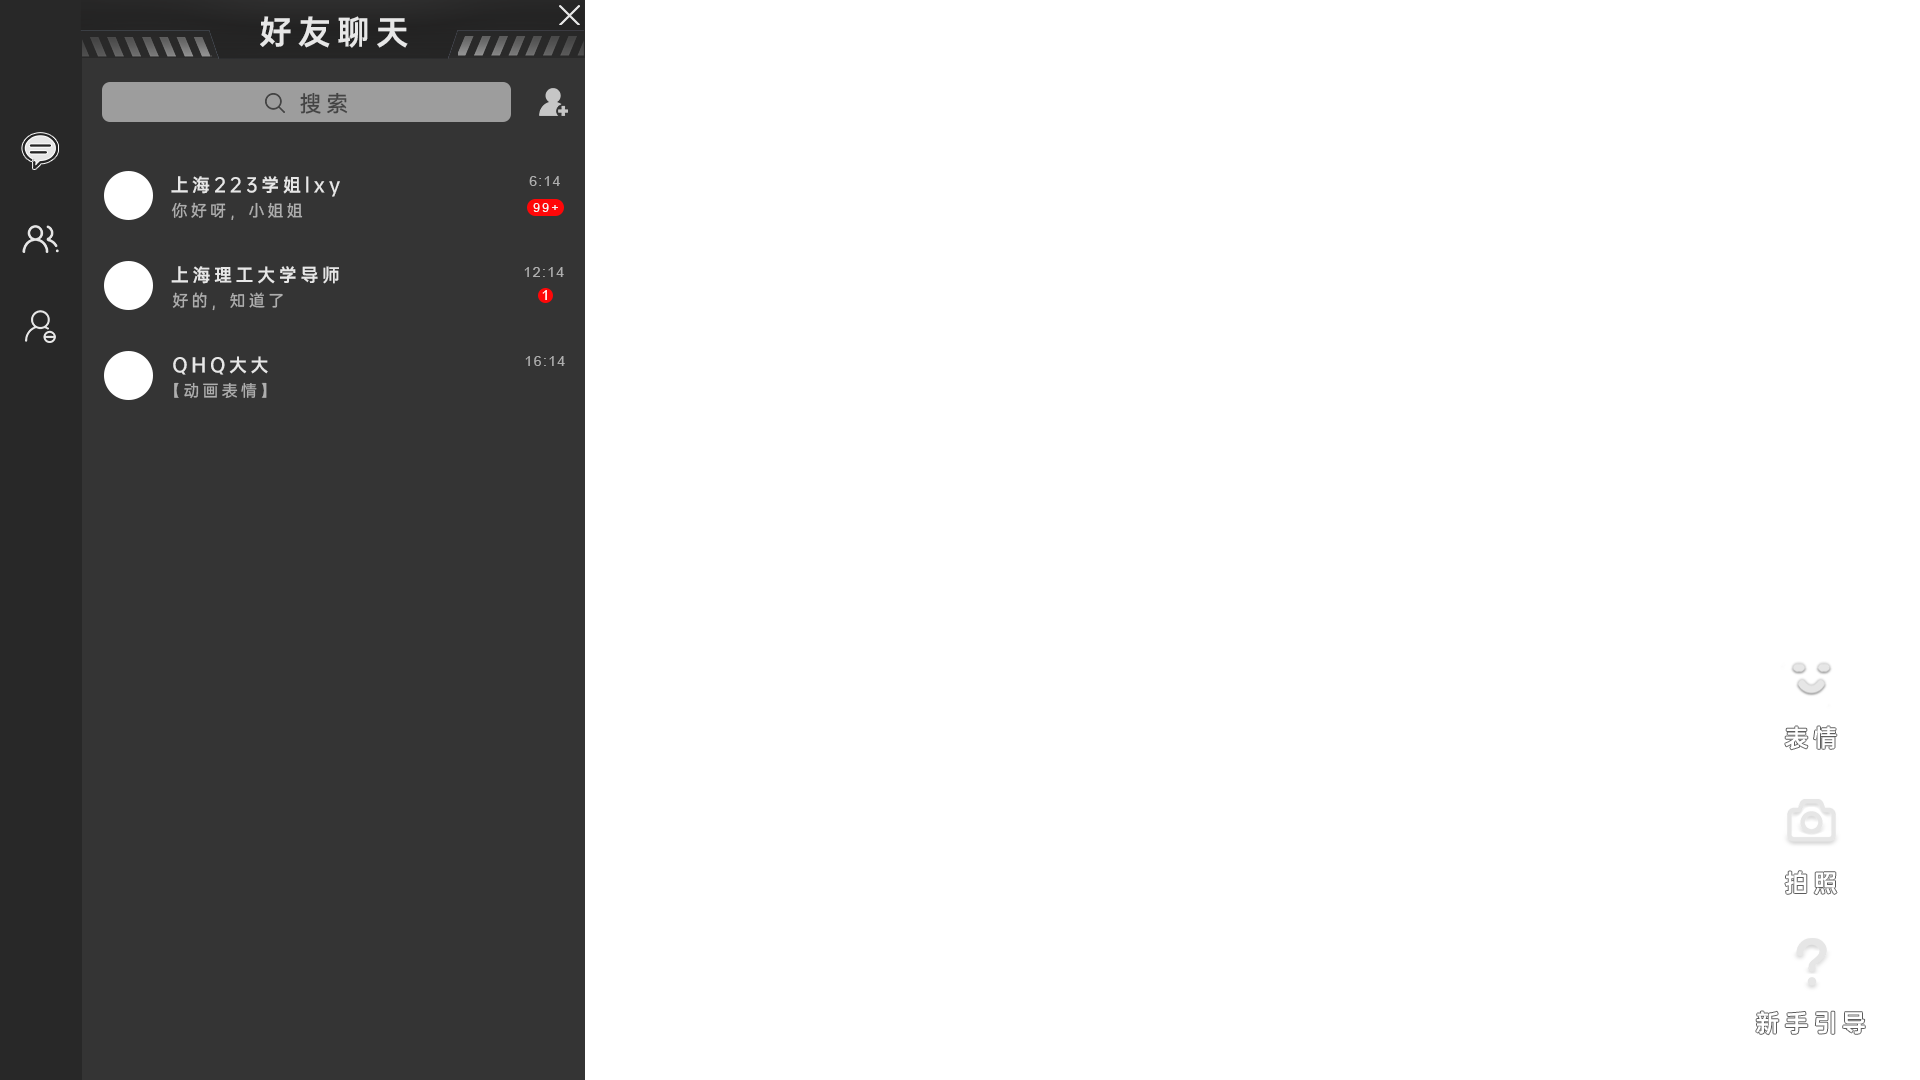 好友聊天
搜索
上海223学姐lxy
6:14
你好呀，小姐姐
99+
上海理工大学导师
12:14
好的，知道了
1
QHQ大大
16:14
【动画表情】
表情
拍照
新手引导